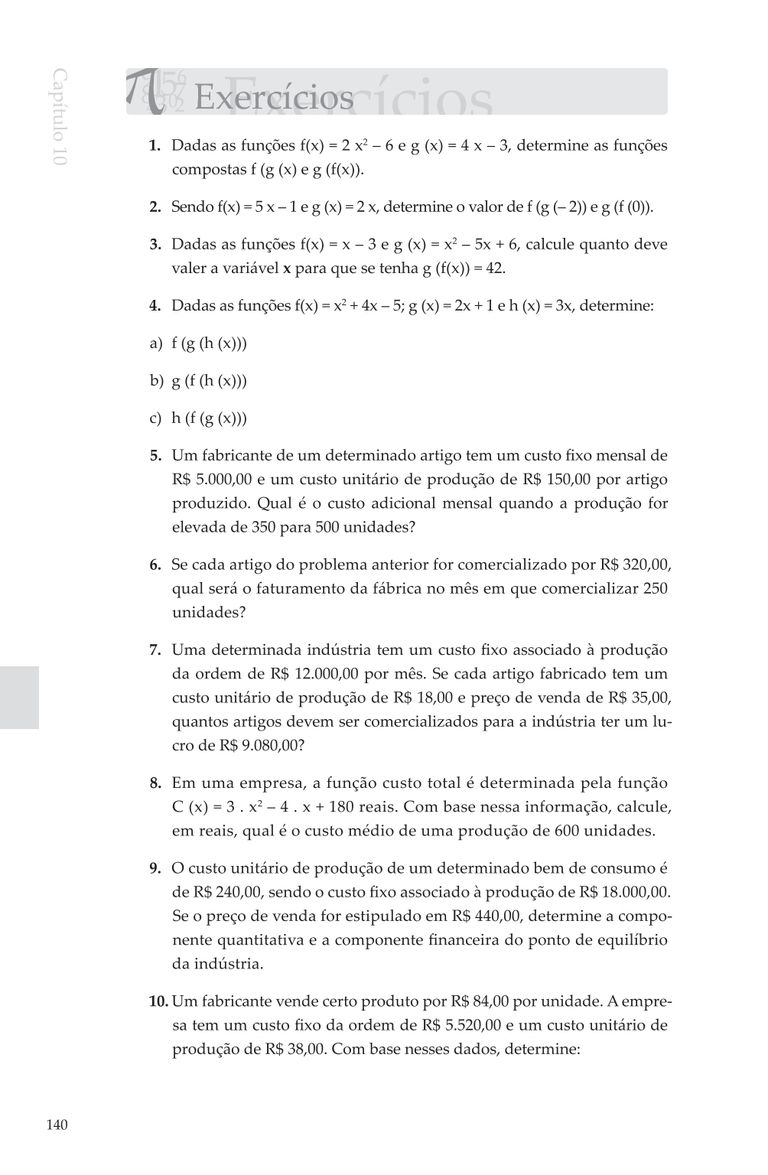 Capítulo 10
Exercícios
1. Dadas as funções f(x) = 2 x² – 6 e g (x) = 4 x – 3, determine as funções
compostas f (g (x) e g (f(x)).
2. Sendo f(x) = 5 x – 1 e g (x) = 2 x, determine o valor de f (g (– 2)) e g (f (0)).
3. Dadas as funções f(x) = x – 3 e g (x) = x² – 5x + 6, calcule quanto deve
valer a variável x para que se tenha g (f(x)) = 42.
4. Dadas as funções f(x) = x² + 4x – 5; g (x) = 2x + 1 e h (x) = 3x, determine:
a) f (g (h (x)))
b) g (f (h (x)))
c) h (f (g (x)))
5. Um fabricante de um determinado artigo tem um custo fixo mensal de
R$ 5.000,00 e um custo unitário de produção de R$ 150,00 por artigo
produzido. Qual é o custo adicional mensal quando a produção for
elevada de 350 para 500 unidades?
6. Se cada artigo do problema anterior for comercializado por R$ 320,00,
qual será o faturamento da fábrica no mês em que comercializar 250
unidades?
7. Uma determinada indústria tem um custo fixo associado à produção
da ordem de R$ 12.000,00 por mês. Se cada artigo fabricado tem um
custo unitário de produção de R$ 18,00 e preço de venda de R$ 35,00,
quantos artigos devem ser comercializados para a indústria ter um lu-
cro de R$ 9.080,00?
8. Em uma empresa, a função custo total é determinada pela função
C (x) = 3 . x² – 4 . x + 180 reais. Com base nessa informação, calcule,
em reais, qual é o custo médio de uma produção de 600 unidades.
9. O custo unitário de produção de um determinado bem de consumo é
de R$ 240,00, sendo o custo fixo associado à produção de R$ 18.000,00.
Se o preço de venda for estipulado em R$ 440,00, determine a compo-
nente quantitativa e a componente financeira do ponto de equilíbrio
da indústria.
10. Um fabricante vende certo produto por R$ 84,00 por unidade. A empre-
sa tem um custo fixo da ordem de R$ 5.520,00 e um custo unitário de
produção de R$ 38,00. Com base nesses dados, determine:
140